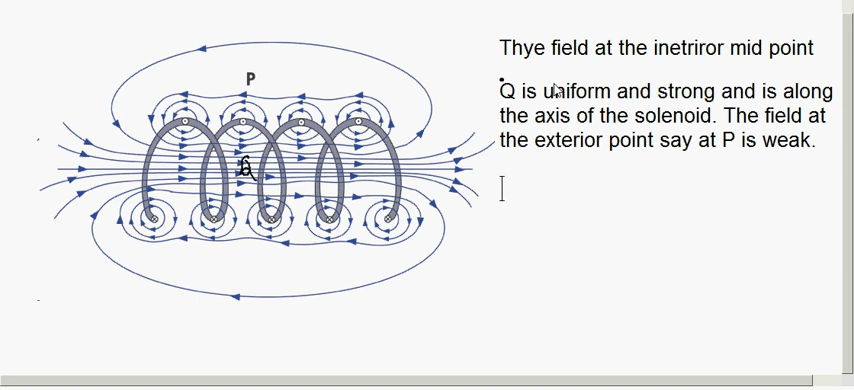 P
Q
Thye field at the inetriror mid point
Q is uniform and strong and is along
the axis of the solenoid. The field at
the exterior point say at P is weak.